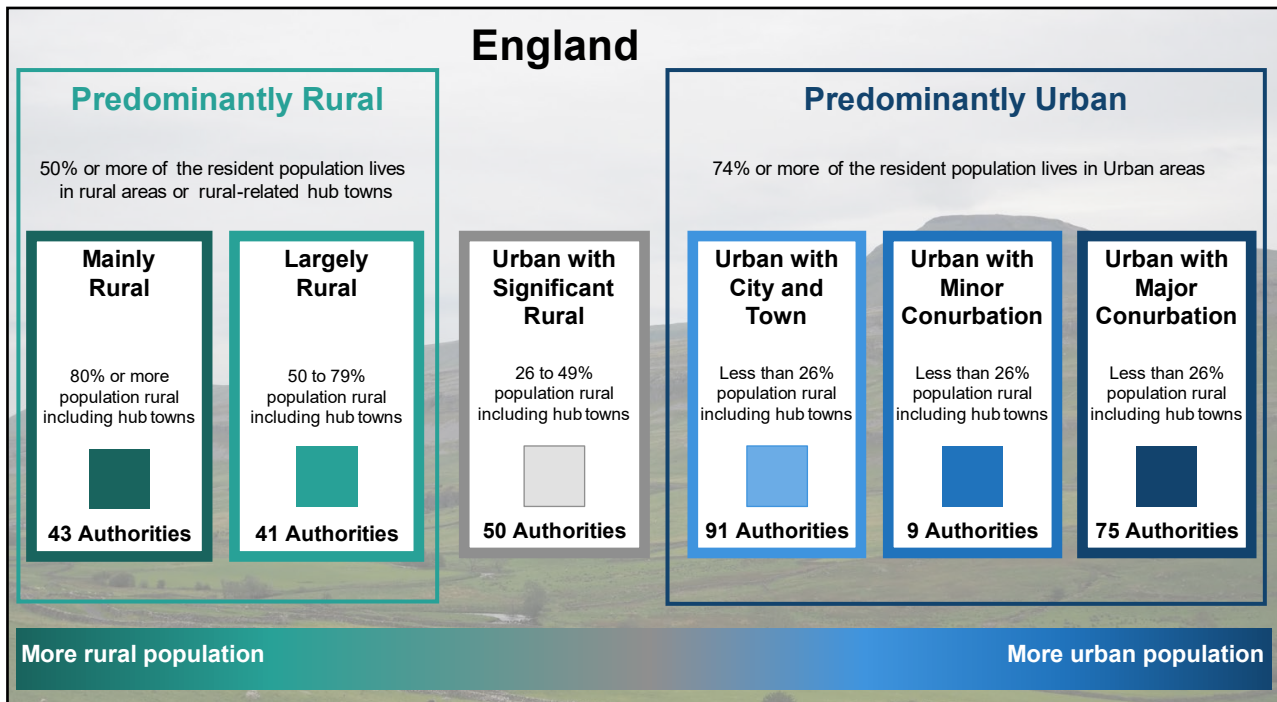 England
Predominantly Rural
50% or more of the resident population lives
in rural areas or rural-related hub towns
Mainly
Rural
80% or more
population rural
including hub towns
43 Authorities
Largely
Rural
50 to 79%
population rural
including hub towns
41 Authorities
Urban with
Significant
Rural
26 to 49%
population rural
including hub towns
50 Authorities
Predominantly Urban
74% or more of the resident population lives in Urban areas
Urban with
City and
Town
Less than 26%
population rural
including hub towns
91 Authorities
Urban with
Minor
Conurbation
Less than 26%
population rural
including hub towns
9 Authorities
Urban with
Major
Conurbation
Less than 26%
population rural
including hub towns
75 Authorities
More rural population
More urban population